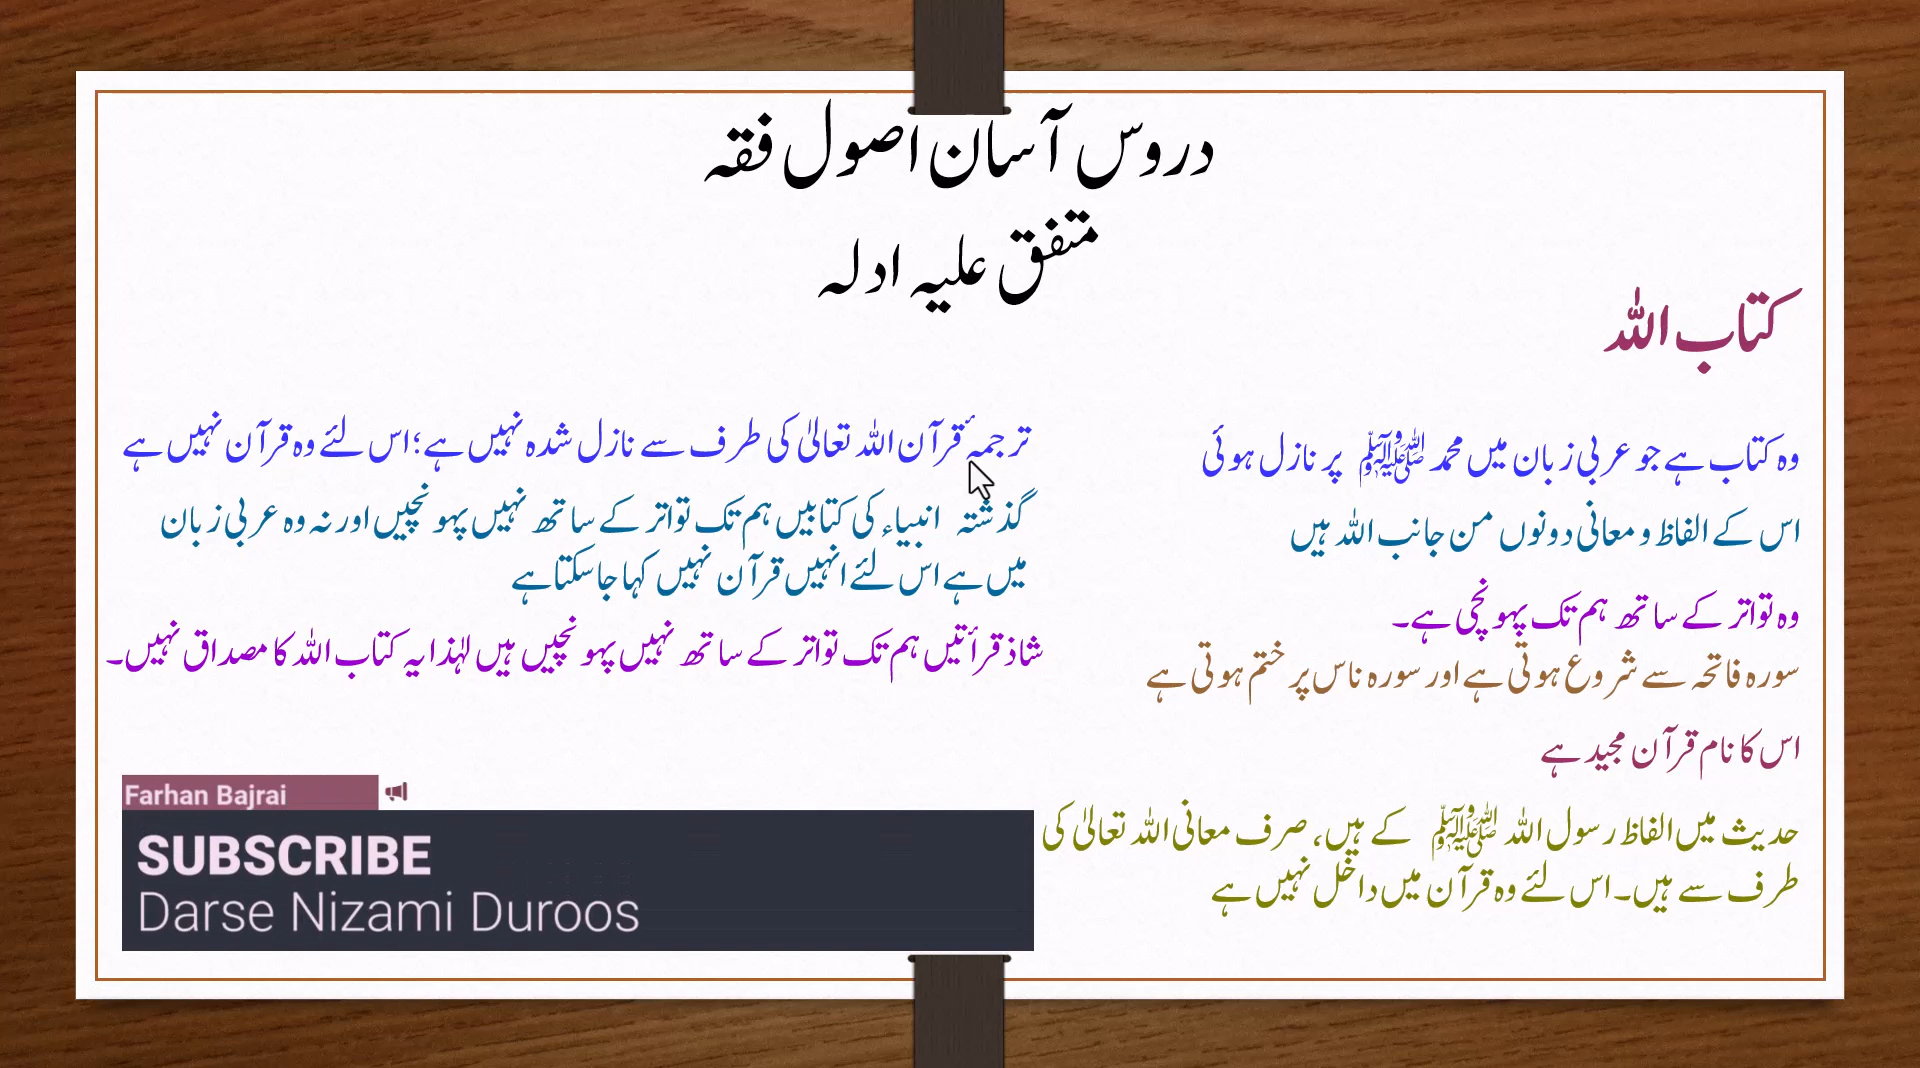 دروس آسان اصول فقہ
متفق علیہ ادلہ
کتاب اللہ
وہ کتاب ہے جو عربی زبان میں محمد ﷺ پر نازل ہوئی
اس کے الفاظ و معانی دونوں من جانب اللہ ہیں
وہ تواتر کے ساتھ ہم تک پہونچی ہے۔
سورہ فاتحہ سے شروع ہوتی ہے اور سورہ ناس پر ختم ہوتی ہے
اس کا نام قرآن مجید ہے
حدیث میں الفاظ رسول اللہ ﷺ کے ہیں، صرف معانی اللہ تعالیٰ کی
طرف سے ہیں۔ اس لئے وہ قرآن میں داخل نہیں ہے
ترجمۂ قرآن اللہ تعالیٰ کی طرف سے نازل شدہ نہیں ہے؛ اس لئے وہ قرآن نہیں ہے
گذشتہ انبیاء کی کتابیں ہم تک تواتر کے ساتھ نہیں پہونچیں اور نہ وہ عربی زبان
میں ہے اس لئے انہیں قرآن نہیں کہا جاسکتا ہے
شاذ قرأتیں ہم تک تواتر کے ساتھ نہیں پہونچیں ہیں لہٰذا یہ کتاب اللہ کا مصداق نہیں۔
Farhan Bajrai
SUBSCRIBE
Darse Nizami Duroos